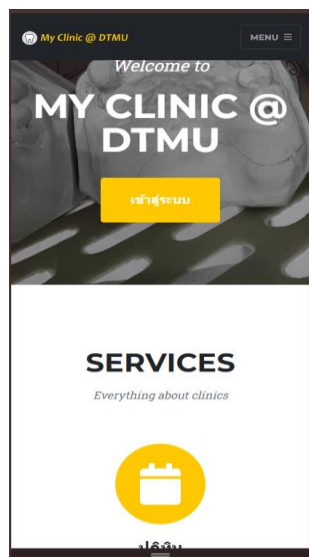 My Clinic @ DTMU
MENU
Welcome to
MY CLINIC @
DTMU
เข้าสู่ระบบ
SERVICES
Everything about clinics